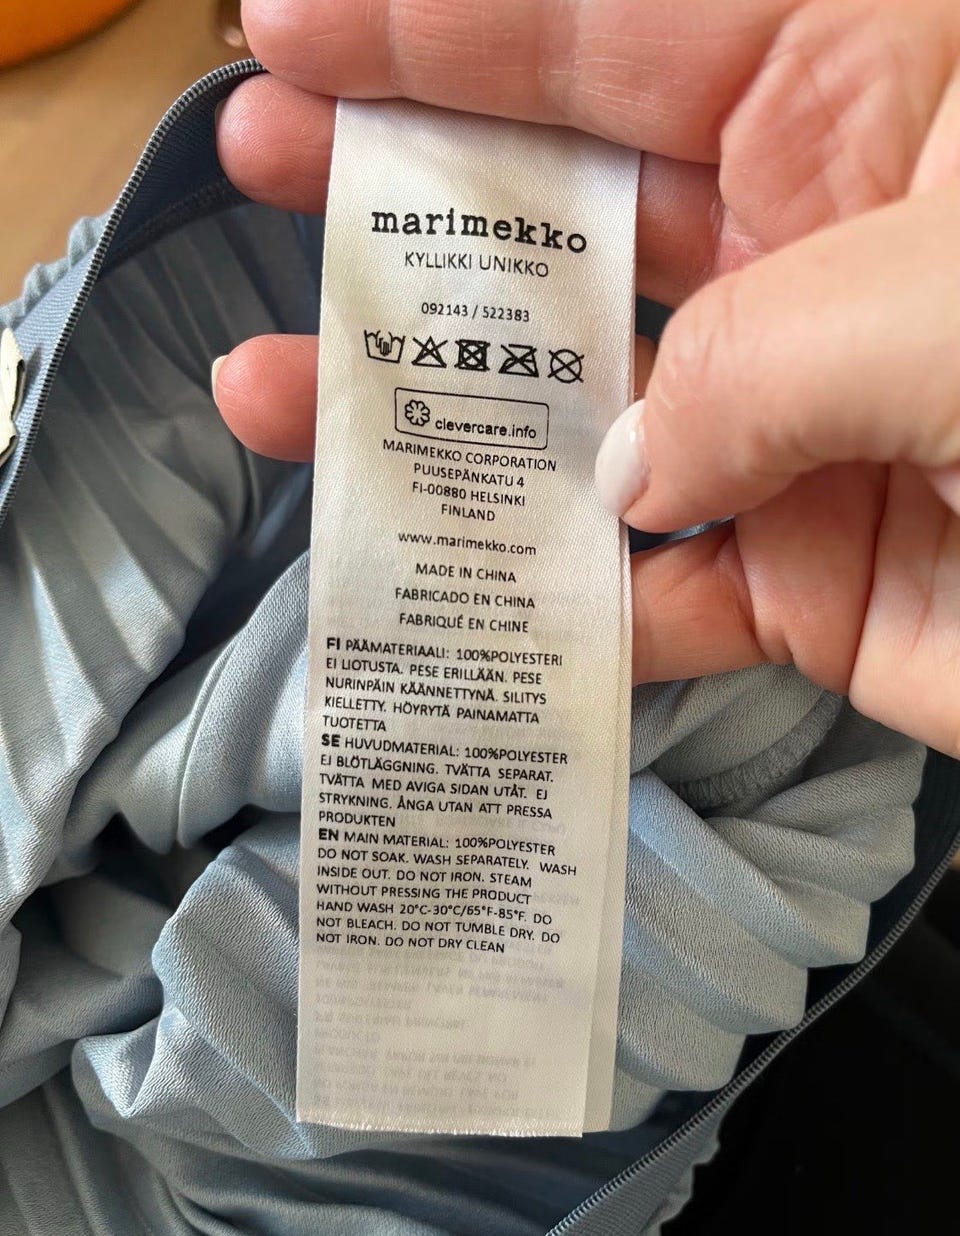 marimekko
KYLLIKKI UNIKKO
092143 / 522383
clevercare.info
MARIMEKKO CORPORATION
PUUSEPÄNKATU 4
FI-00880 HELSINKI
FINLAND
www.marimekko.com
MADE IN CHINA
FABRICADO EN CHINA
FABRIQUÉ EN CHINE
FI PÄÄMATERIAALI: 100%POLYESTERI
EI LIOTUSTA. PESE ERILLÄÄN. PESE
NURINPÄIN KÄÄNNETTYNÄ. SILITYS
KIELLETTY. HÖYRYTÄ PAINAMATTA
TUOTETTA
SE HUVUDMATERIAL: 100%POLYESTER
EJ BLÖTLÄGGNING. TVÄTTA SEPARAT.
TVÄTTA MED AVIGA SIDAN UTÅT. EJ
STRYKNING. ÅNGA UTAN ATT PRESSA
PRODUKTEN
EN MAIN MATERIAL: 100%POLYESTER
DO NOT SOAK. WASH SEPARATELY. WASH
INSIDE OUT. DO NOT IRON. STEAM
WITHOUT PRESSING THE PRODUCT
HAND WASH 20°C-30°C/65°F-85°F. DO
NOT BLEACH. DO NOT TUMBLE DRY. DO
NOT IRON. DO NOT DRY CLEAN